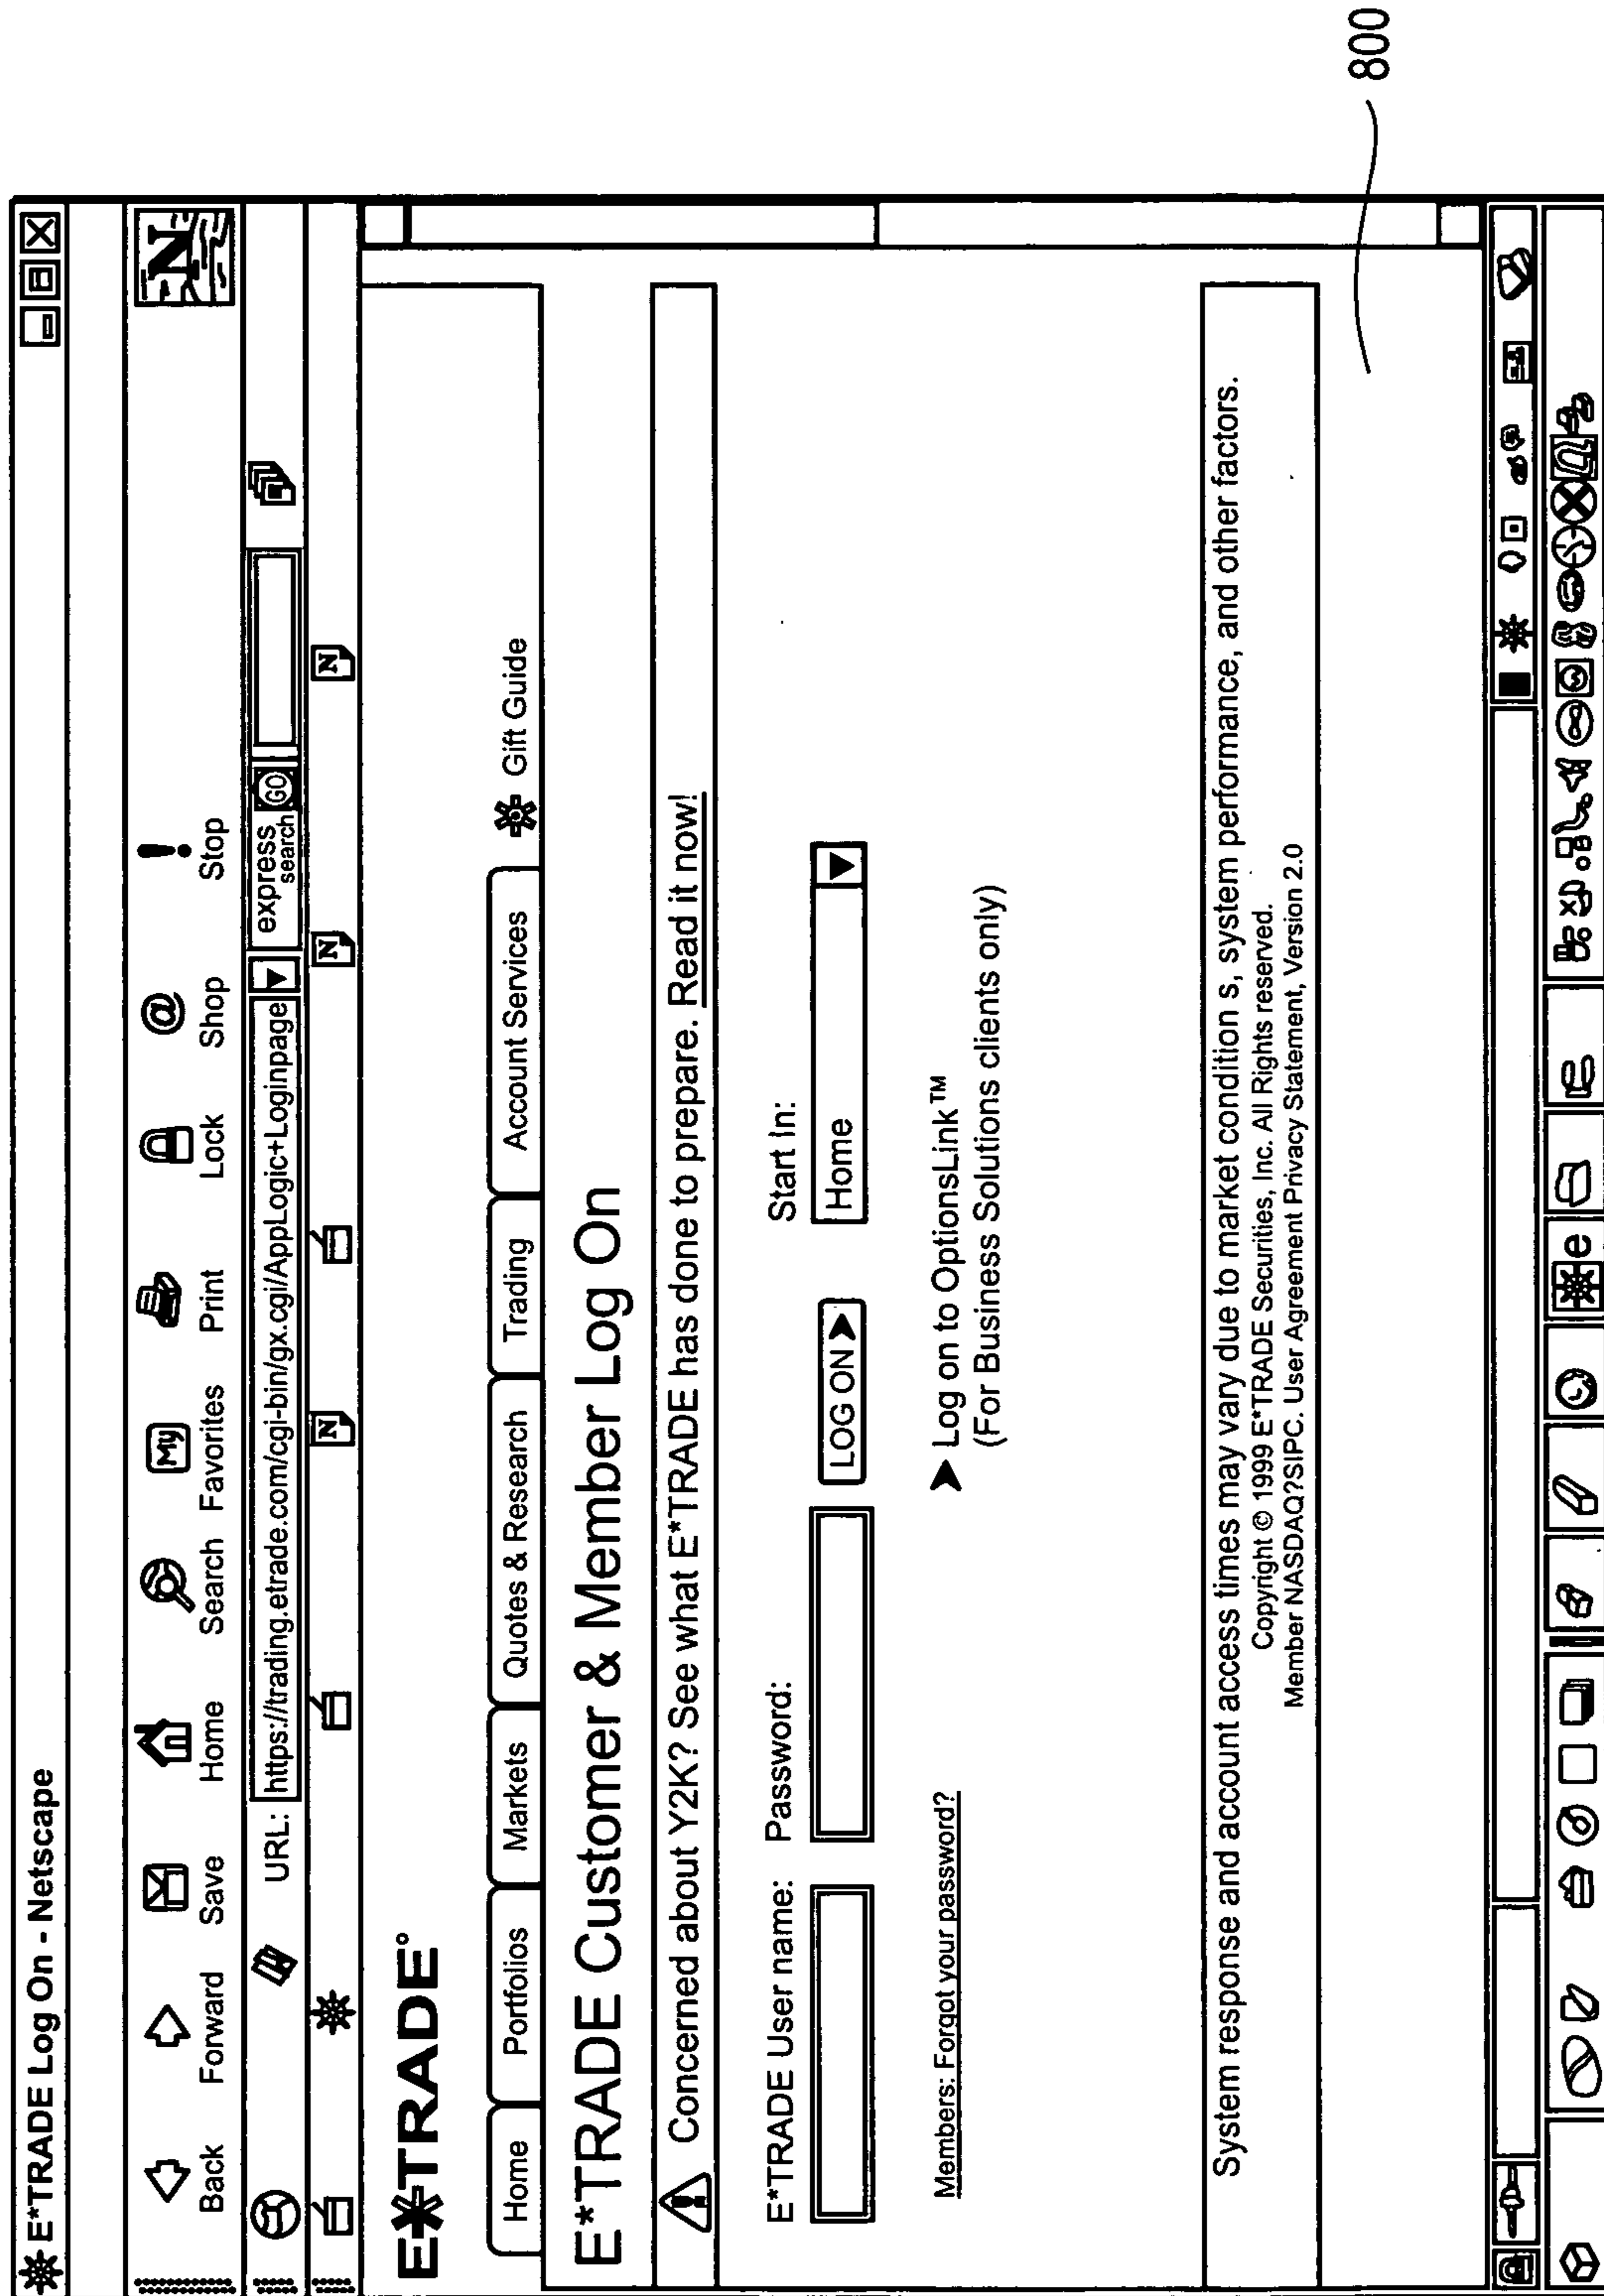 E*TRADE Log On - Netscape
Back Forward Save Home Search Favorites Print Lock Shop Stop
My
@
N
URL: https://trading.etrade.com/cgi-bin/gx.cgi/AppLogic+Loginpage express search GO
N N N
E*TRADE°
Home Portfolios Markets Quotes & Research Trading Account Services Gift Guide
E*TRADE Customer & Member Log On
Concerned about Y2K? See what E*TRADE has done to prepare. Read it now!
E*TRADE User name: Password: Start In:
LOG ON Home
Members: Forgot your password? Log on to OptionsLink™
(For Business Solutions clients only)
System response and account access times may vary due to market condition s, system performance, and other factors.
Copyright © 1999 E*TRADE Securities, Inc. All Rights reserved.
Member NASDAQ?SIPC. User Agreement Privacy Statement, Version 2.0
800
e